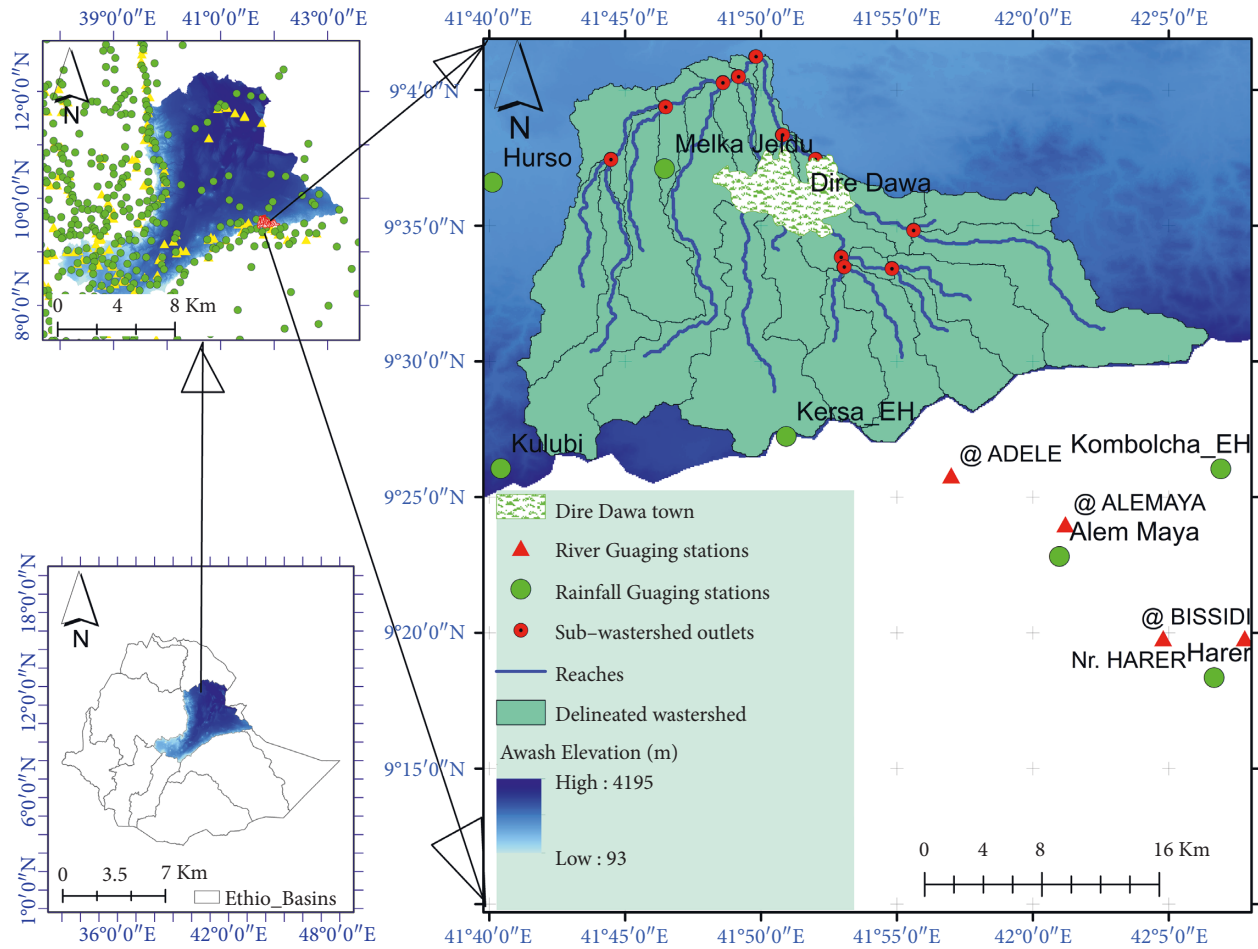 39°0′0″E 41°0′0″E 43°0′0″E
12°0′0″N
10°0′0″N
8°0′0″N
N
0 4 8 Km
18°0′0″N
15°0′0″N
12°0′0″N
9°0′0″N
6°0′0″N
3°0′0″N
1°0′0″N
N
0 3.5 7 Km
Ethio_Basins
36°0′0″E 42°0′0″E 48°0′0″E
41°40′0″E 41°45′0″E 41°50′0″E 41°55′0″E 42°0′0″E 42°5′0″E
9°4′0″N
9°35′0″N
9°30′0″N
9°25′0″N
9°20′0″N
9°15′0″N
N
Hurso
Melka Jeldu
Dire Dawa
Kersa_EH
Kulubi
@ ADELE
Kombolcha_EH
@ ALEMAYA
Alem Maya
@ BISSIDI
Nr. HARER
Harer
Dire Dawa town
River Guaging stations
Rainfall Guaging stations
Sub–wastershed outlets
Reaches
Delineated wastershed
Awash Elevation (m)
High : 4195
Low : 93
0 4 8 16 Km
41°40′0″E 41°45′0″E 41°50′0″E 41°55′0″E 42°0′0″E 42°5′0″E